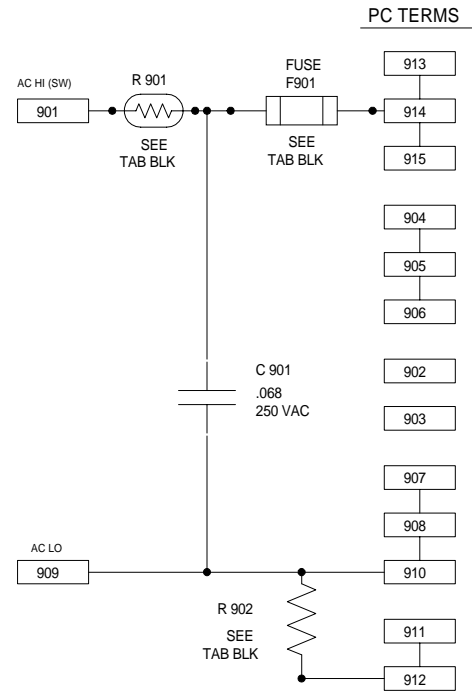 PC TERMS
913
FUSE
F901
R 901
AC HI (SW)
901
914
SEE
TAB BLK
SEE
TAB BLK
915
904
905
906
C 901
.068
250 VAC
902
903
907
908
AC LO
909
910
R 902
SEE
TAB BLK
911
912